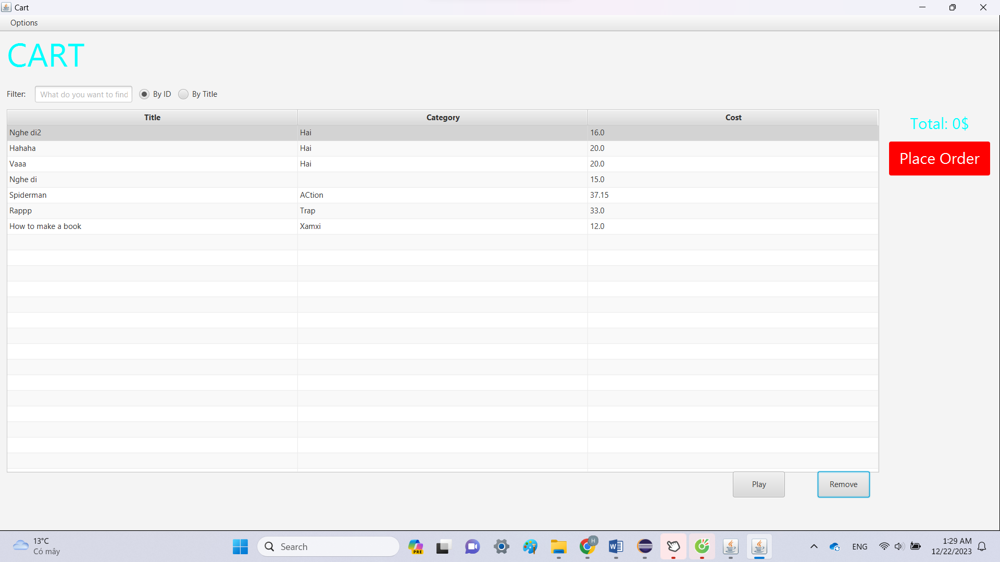 Cart
Options
CART
Filter: What do you want to find By ID By Title
Title Category Cost
Nghe di2 Hai 16.0
Hahaha Hai 20.0
Vaaa Hai 20.0
Nghe di 15.0
Spiderman ACtion 37.15
Rappp Trap 33.0
How to make a book Xamxi 12.0
Total: 0$
Place Order
Play Remove
13°C
Có mây
Search
PRE
H
ENG
1:29 AM
12/22/2023